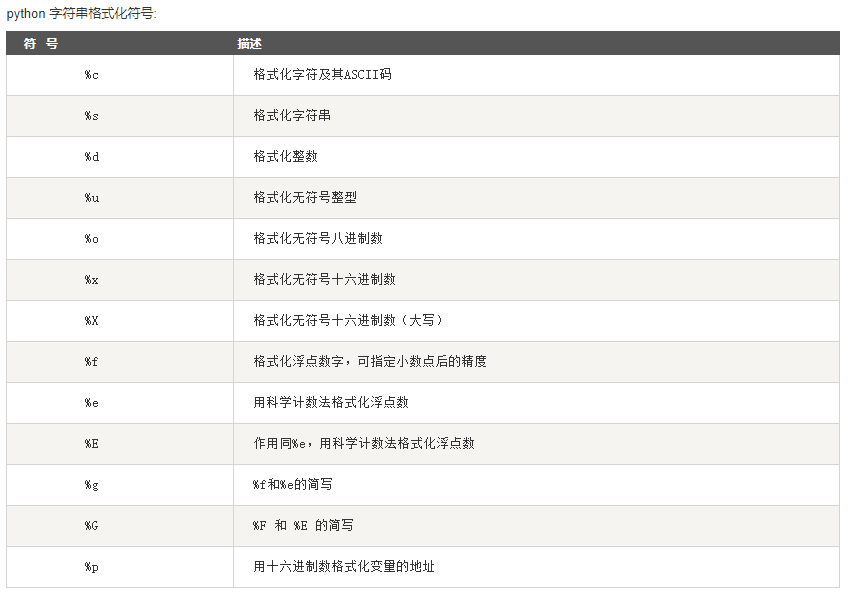 python 字符串格式化符号:
符 号 描述
%c 格式化字符及其ASCII码
%s 格式化字符串
%d 格式化整数
%u 格式化无符号整型
%o 格式化无符号八进制数
%x 格式化无符号十六进制数
%X 格式化无符号十六进制数（大写）
%f 格式化浮点数字，可指定小数点后的精度
%e 用科学计数法格式化浮点数
%E 作用同%e，用科学计数法格式化浮点数
%g %f和%e的简写
%G %F 和 %E 的简写
%p 用十六进制数格式化变量的地址